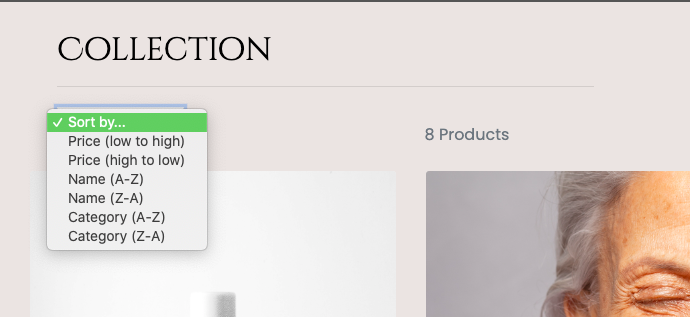 COLLECTION
✓ Sort by...
Price (low to high)
Price (high to low)
Name (A-Z)
Name (Z-A)
Category (A-Z)
Category (Z-A)
8 Products